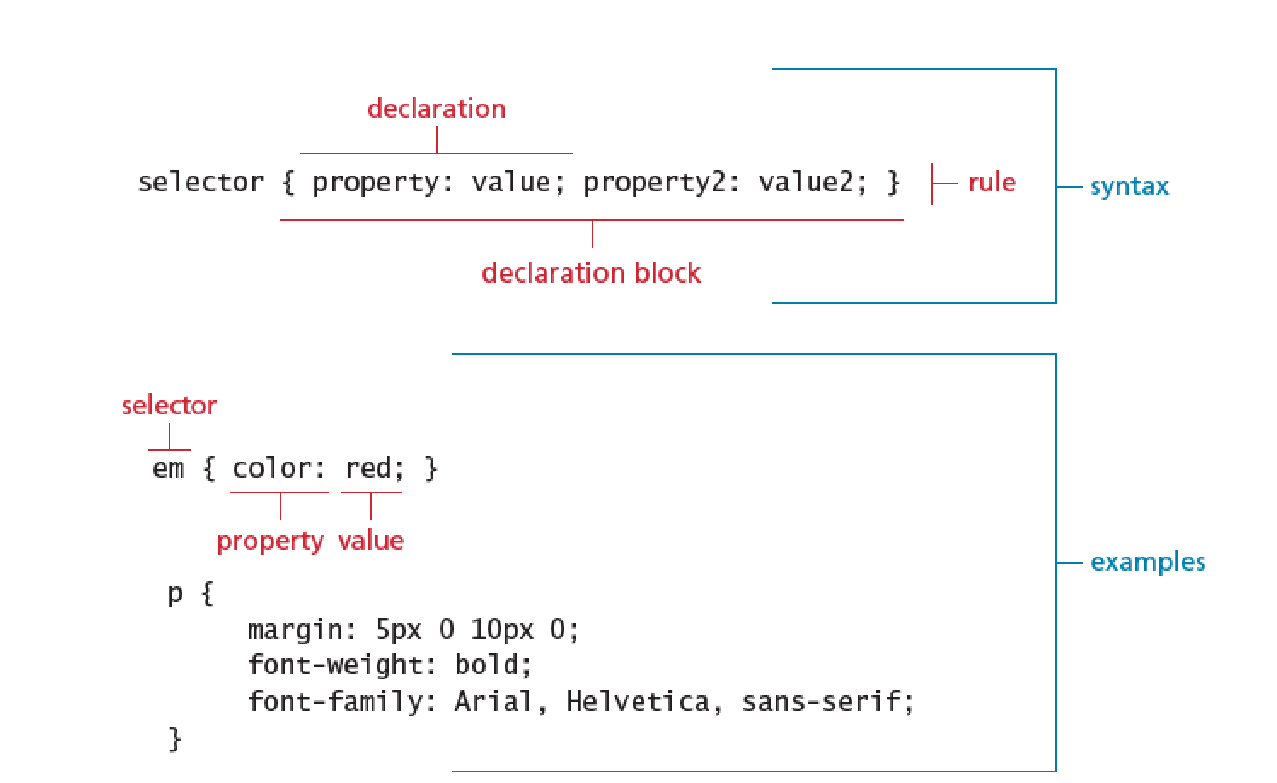 declaration
selector { property: value; property2: value2; } rule
syntax
declaration block
selector
em { color: red; }
property value
examples
p {
margin: 5px 0 10px 0;
font-weight: bold;
font-family: Arial, Helvetica, sans-serif;
}